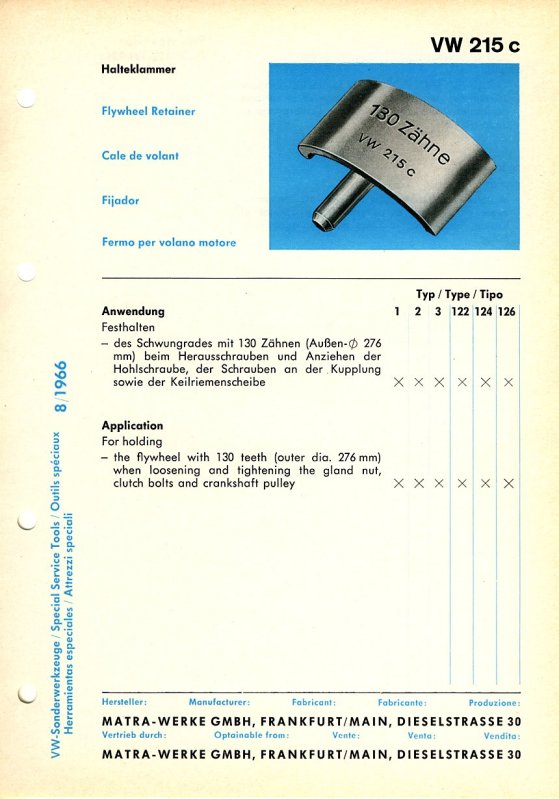 VW 215 c
Halteklammer
Flywheel Retainer
Cale de volant
Fijador
Fermo per volano motore
130 Zähne
VW 215 c
Typ / Type / Tipo
Anwendung 1 2 3 122 124 126
Festhalten
– des Schwungrades mit 130 Zähnen (Außen-⌀ 276
mm) beim Herausschrauben und Anziehen der
Hohlschraube, der Schrauben an der Kupplung
sowie der Keilriemenscheibe × × × × × ×
Application
For holding
– the flywheel with 130 teeth (outer dia. 276 mm)
when loosening and tightening the gland nut,
clutch bolts and crankshaft pulley × × × × × ×
VW-Sonderwerkzeuge / Special Service Tools / Outils spéciaux 8/1966
Herramientas especiales / Attrezzi speciali
Hersteller: Manufacturer: Fabricant: Fabricante: Produzione:
MATRA-WERKE GMBH, FRANKFURT/MAIN, DIESELSTRASSE 30
Vertrieb durch: Optainable from: Vente: Venta: Vendita:
MATRA-WERKE GMBH, FRANKFURT/MAIN, DIESELSTRASSE 30